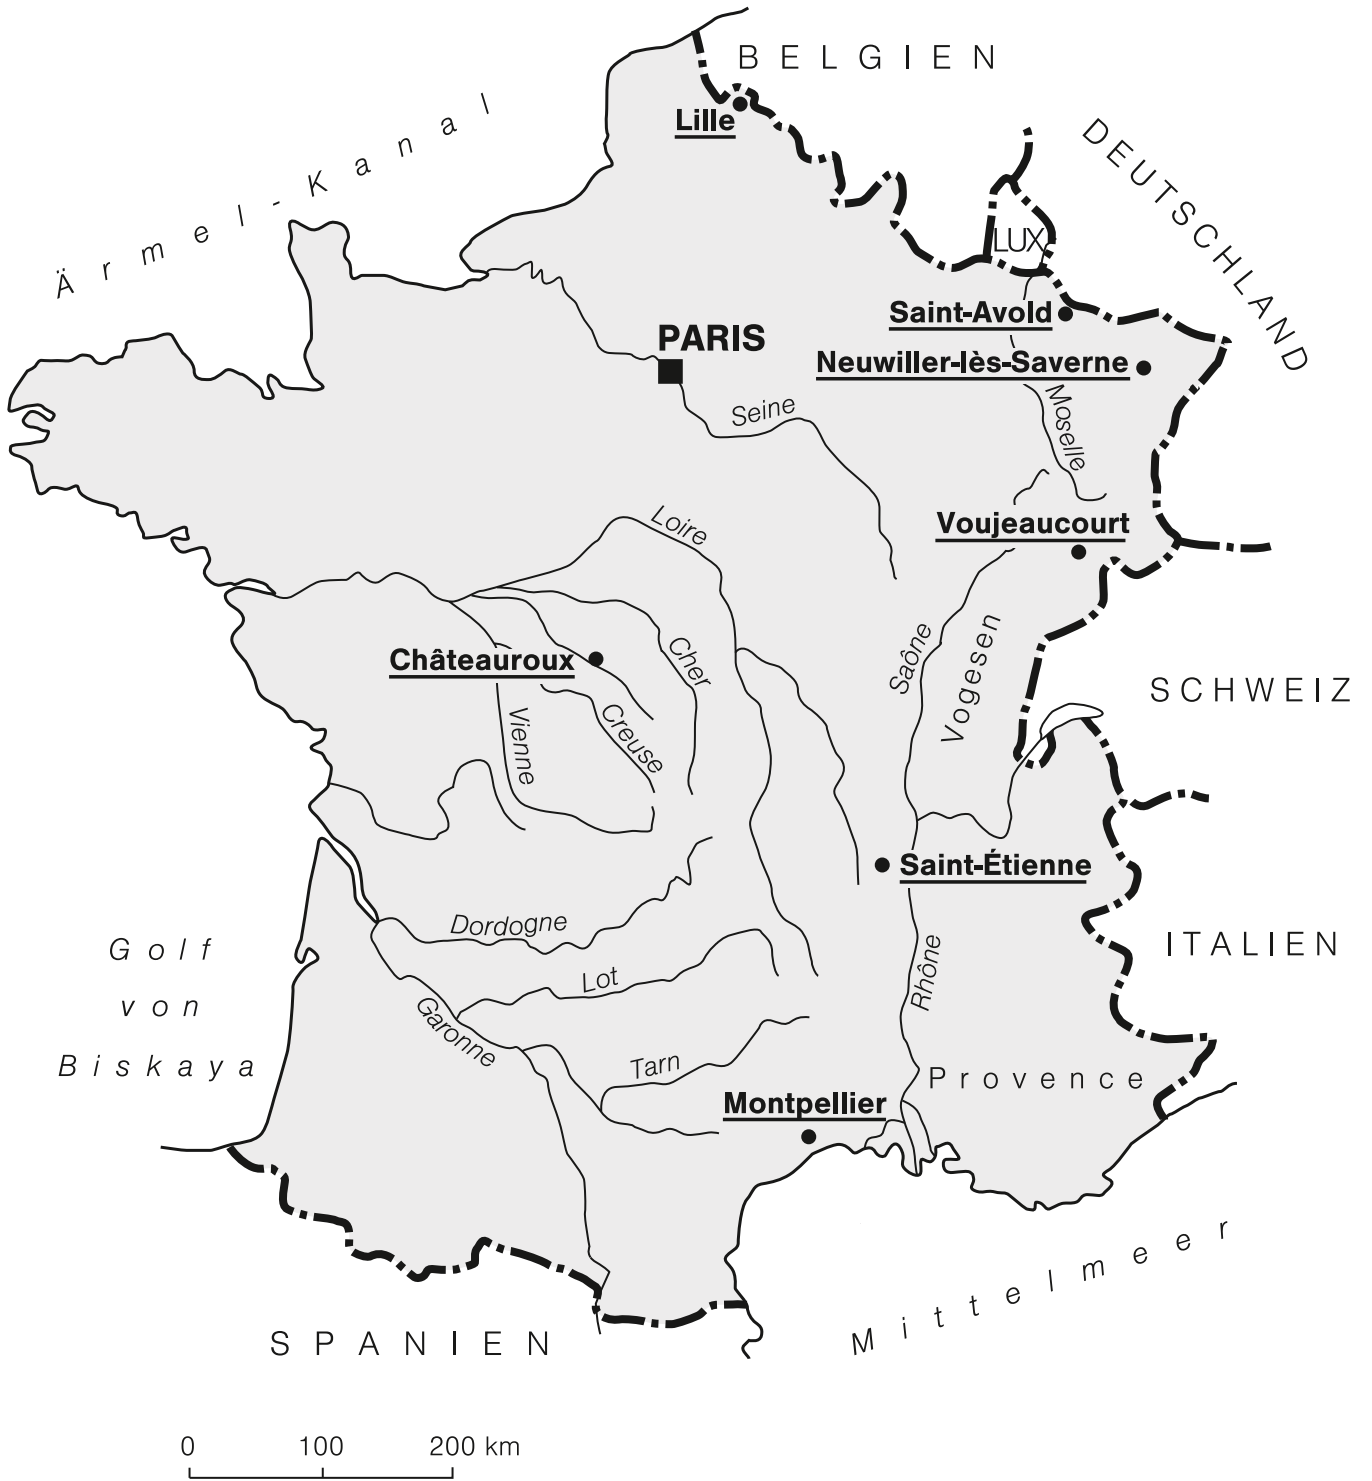 BELGIEN
Lille
Ärmel-Kanal
DEUTSCHLAND
LUX
Saint-Avold
PARIS
Neuwiller-lès-Saverne
Seine
Moselle
Loire
Voujeaucourt
Châteauroux
Cher
Saône
Vogesen
SCHWEIZ
Vienne
Creuse
Saint-Étienne
Dordogne
Golf
von
Biskaya
ITALIEN
Lot
Rhône
Garonne
Tarn
Provence
Montpellier
Mittelmeer
SPANIEN
0 100 200 km